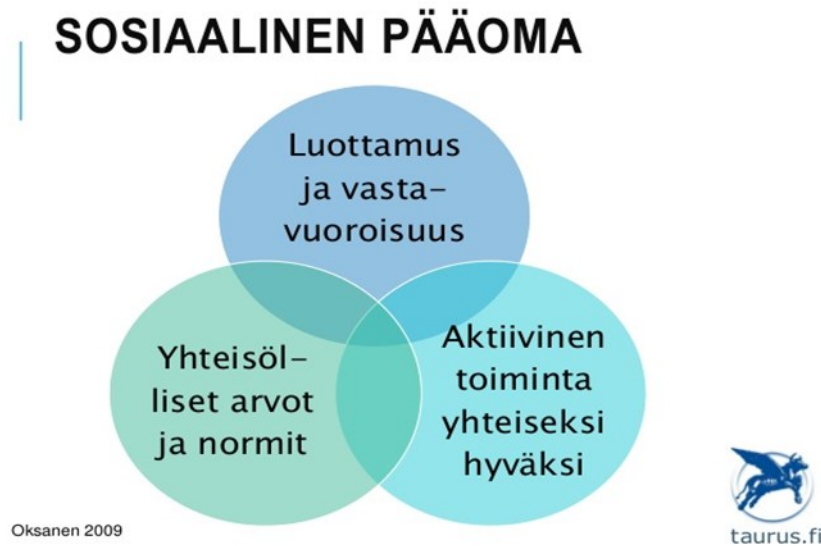 SOSIAALINEN PÄÄOMA
Luottamus
ja vasta–
vuoroisuus
Yhteisöl–
liset arvot
ja normit
Aktiivinen
toiminta
yhteiseksi
hyväksi
Oksanen 2009
taurus.fi